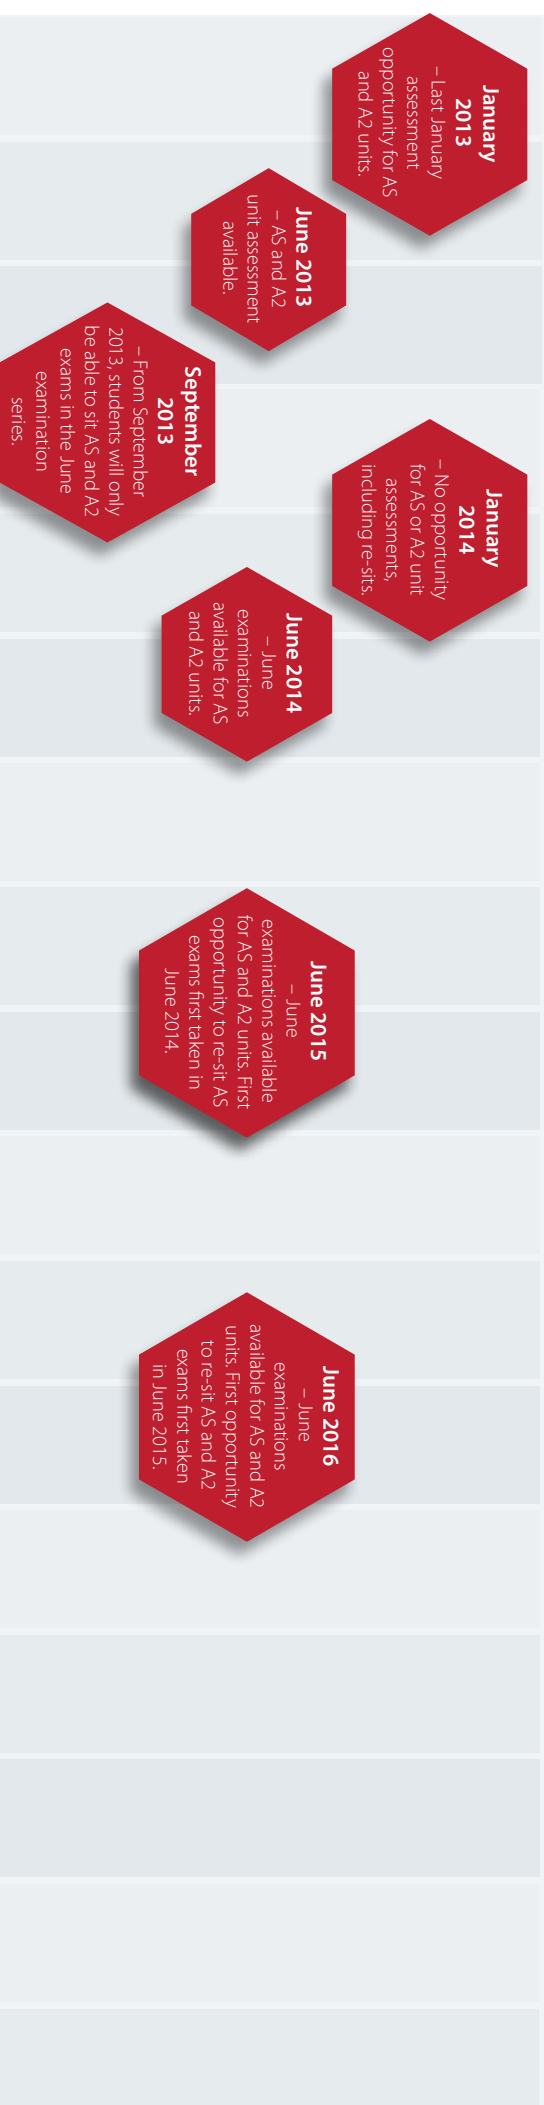 January
2013
– Last January
assessment
opportunity for AS
and A2 units.
June 2013
– AS and A2
unit assessment
available.
September
2013
– From September
2013, students will only
be able to sit AS and A2
exams in the June
examination
series.
January
2014
– No opportunity
for AS or A2 unit
assessments,
including re-sits.
June 2014
– June
examinations
available for AS
and A2 units.
June 2015
– June
examinations available
for AS and A2 units. First
opportunity to re-sit AS
exams first taken in
June 2014.
June 2016
– June
examinations
available for AS and A2
units. First opportunity
to re-sit AS and A2
exams first taken
in June 2015.